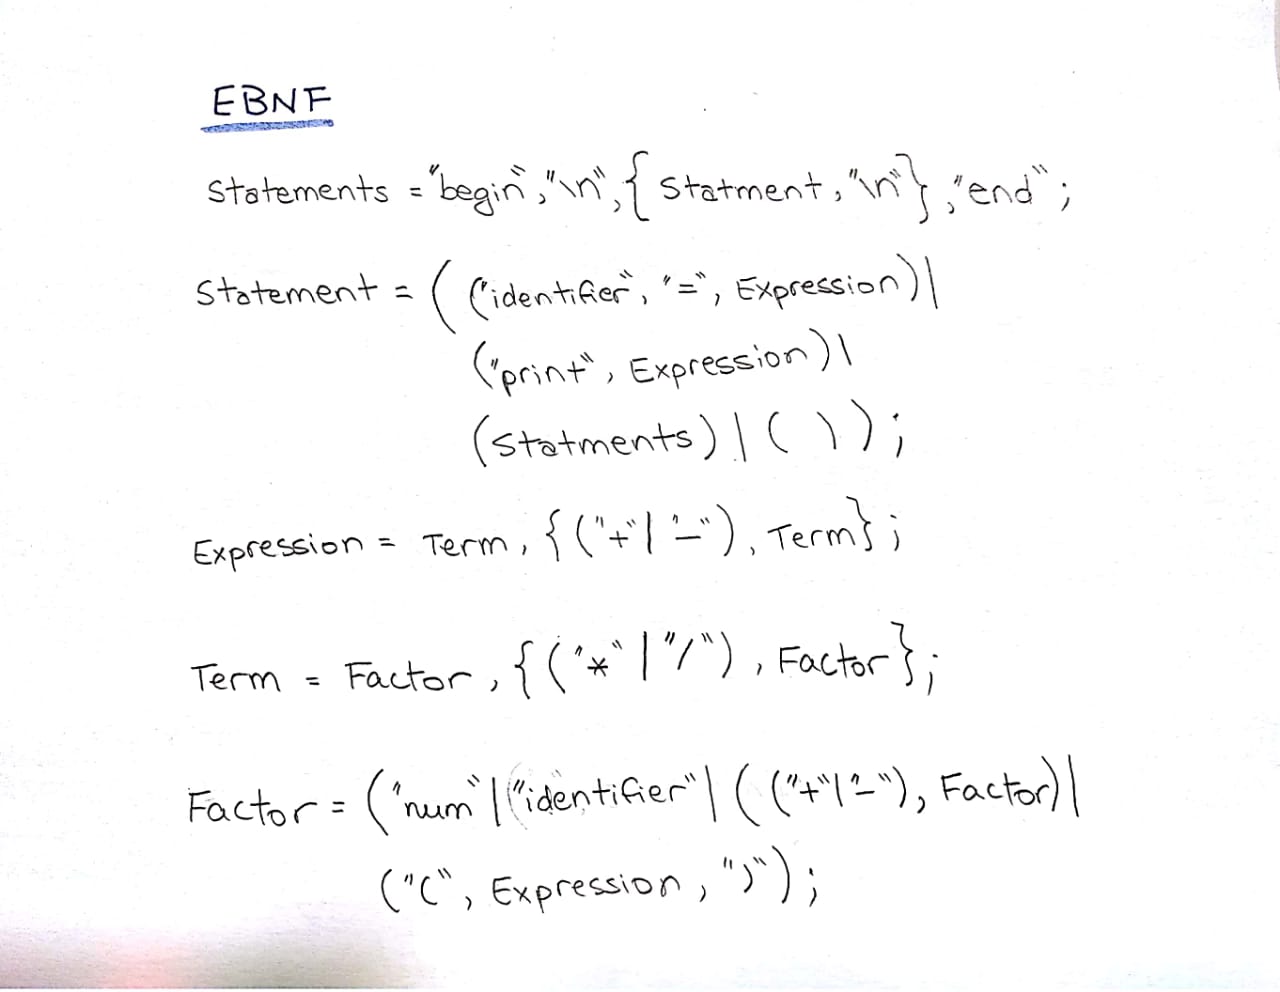 EBNF
Statements = "begin", "\n", { Statment, "\n" }, "end" ;
Statement = ( ("identifier", "=", Expression) |
("print", Expression) |
(Statments) | ( ) ) ;
Expression = Term, { ("+" | "-"), Term } ;
Term = Factor, { ("*" | "/"), Factor } ;
Factor = ("num" | "identifier" | ( ("+" | "-"), Factor) |
("(", Expression, ")") ;